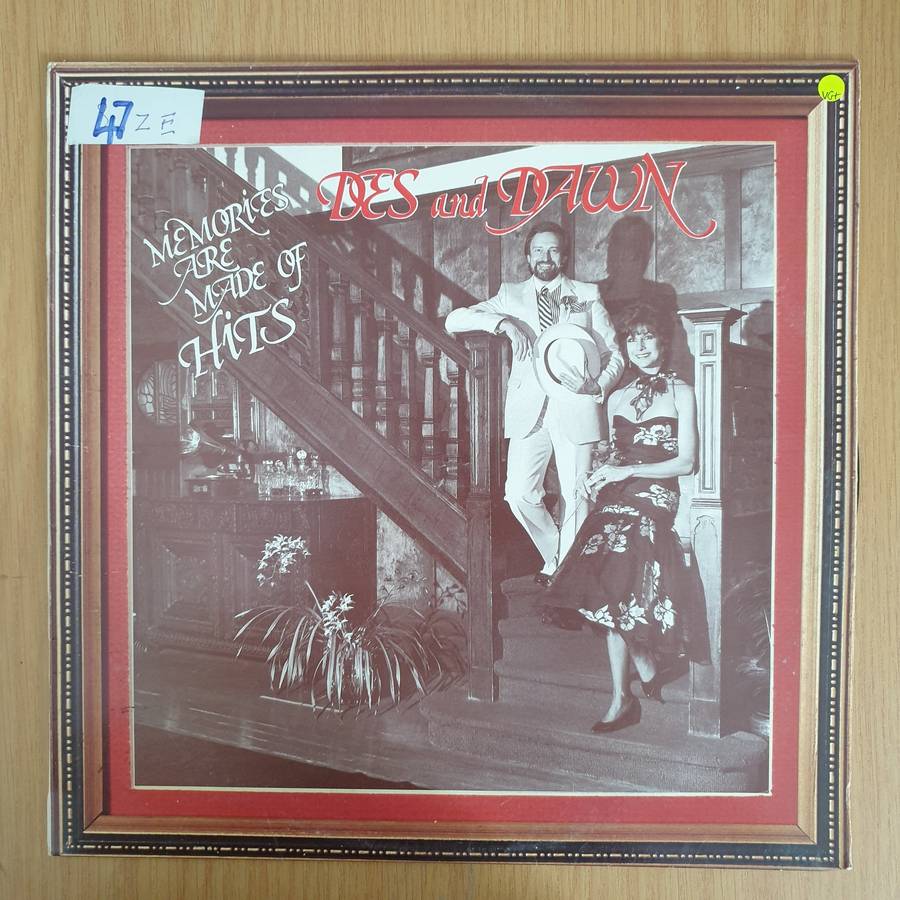 47 ZE
VG+
DES and DAWN
MEMORIES
ARE
MADE OF
HITS